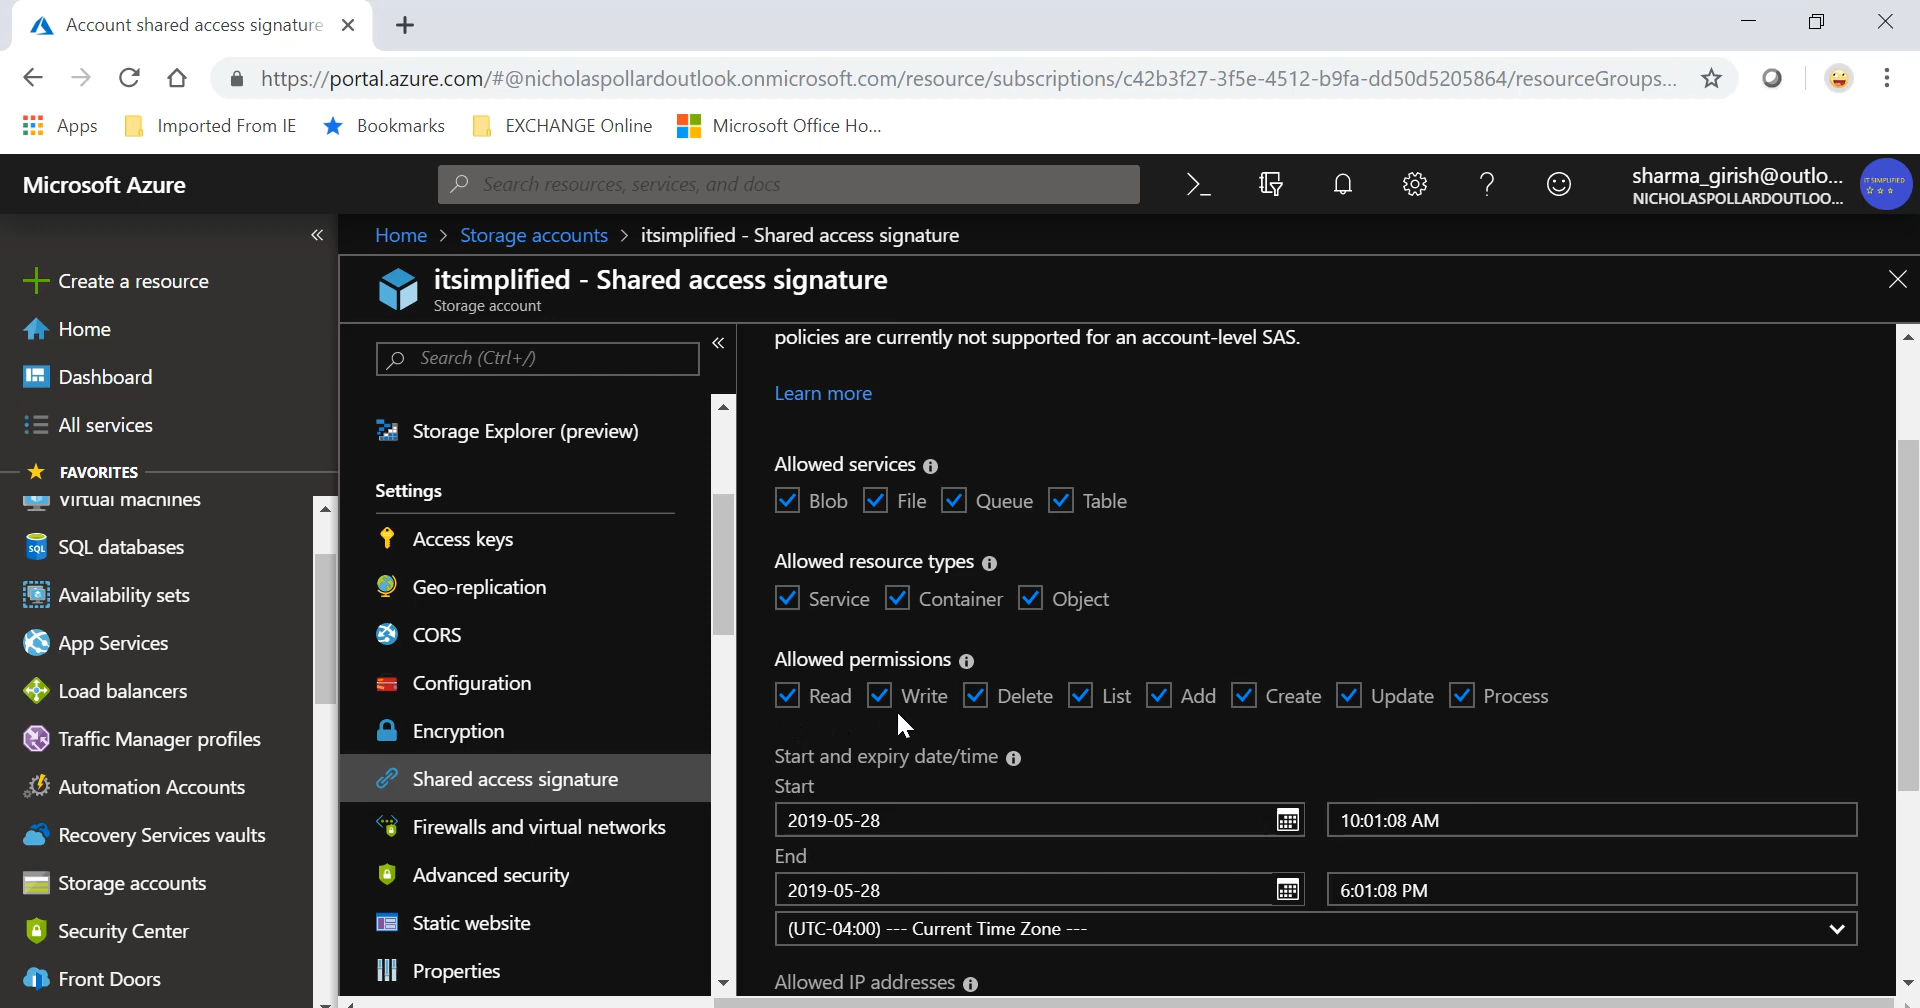 Account shared access signature
https://portal.azure.com/#@nicholaspollardoutlook.onmicrosoft.com/resource/subscriptions/c42b3f27-3f5e-4512-b9fa-dd50d5205864/resourceGroups...
Apps Imported From IE Bookmarks EXCHANGE Online Microsoft Office Ho...
Microsoft Azure
Search resources, services, and docs
sharma_girish@outlo...
NICHOLASPOLLARDOUTLOO...
IT SIMPLIFIED
Home > Storage accounts > itsimplified - Shared access signature
itsimplified - Shared access signature
Storage account
Create a resource
Home
Dashboard
All services
FAVORITES
Virtual machines
SQL databases
Availability sets
App Services
Load balancers
Traffic Manager profiles
Automation Accounts
Recovery Services vaults
Storage accounts
Security Center
Front Doors
Search (Ctrl+/)
Storage Explorer (preview)
Settings
Access keys
Geo-replication
CORS
Configuration
Encryption
Shared access signature
Firewalls and virtual networks
Advanced security
Static website
Properties
policies are currently not supported for an account-level SAS.
Learn more
Allowed services
Blob File Queue Table
Allowed resource types
Service Container Object
Allowed permissions
Read Write Delete List Add Create Update Process
Start and expiry date/time
Start
2019-05-28 10:01:08 AM
End
2019-05-28 6:01:08 PM
(UTC-04:00) --- Current Time Zone ---
Allowed IP addresses